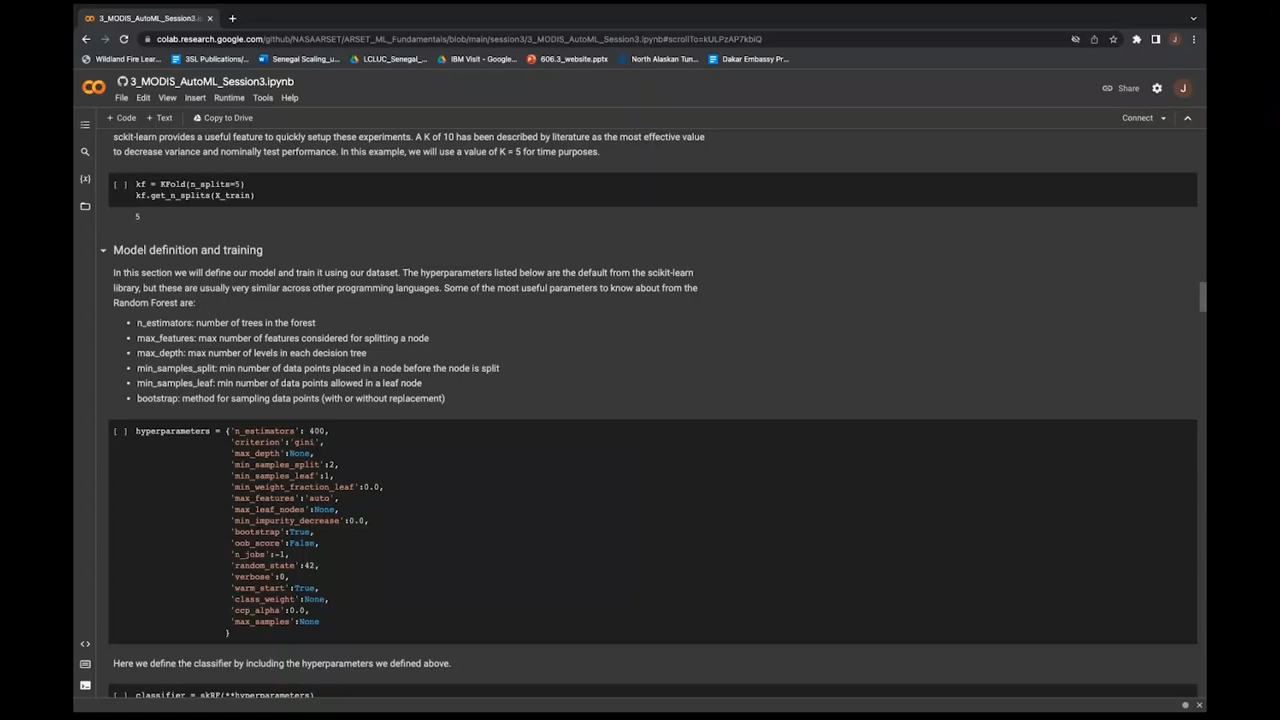 3_MODIS_AutoML_Session3.i
colab.research.google.com/github/NASAARSET/ARSET_ML_Fundamentals/blob/main/session3/3_MODIS_AutoML_Session3.ipynb#scrollTo=kULPzAP7kbiQ
J
Wildland Fire Lear... 3SL Publications/... Senegal Scaling_u... LCLUC_Senegal_... IBM Visit - Google... 606.3_website.pptx North Alaskan Tun... Dakar Embassy Pr...
3_MODIS_AutoML_Session3.ipynb
File Edit View Insert Runtime Tools Help
Share J
+ Code + Text Copy to Drive Connect
sckit-learn provides a useful feature to quickly setup these experiments. A K of 10 has been described by literature as the most effective value
to decrease variance and nominally test performance. In this example, we will use a value of K = 5 for time purposes.
[ ] kf = KFold(n_splits=5)
kf.get_n_splits(X_train)
5
Model definition and training
In this section we will define our model and train it using our dataset. The hyperparameters listed below are the default from the scikit-learn
library, but these are usually very similar across other programming languages. Some of the most useful parameters to know about from the
Random Forest are:
• n_estimators: number of trees in the forest
• max_features: max number of features considered for splitting a node
• max_depth: max number of levels in each decision tree
• min_samples_split: min number of data points placed in a node before the node is split
• min_samples_leaf: min number of data points allowed in a leaf node
• bootstrap: method for sampling data points (with or without replacement)
[ ] hyperparameters = {'n_estimators': 400,
'criterion':'gini',
'max_depth':None,
'min_samples_split':2,
'min_samples_leaf':1,
'min_weight_fraction_leaf':0.0,
'max_features':'auto',
'max_leaf_nodes':None,
'min_impurity_decrease':0.0,
'bootstrap':True,
'oob_score':False,
'n_jobs':-1,
'random_state':42,
'verbose':0,
'warm_start':True,
'class_weight':None,
'ccp_alpha':0.0,
'max_samples':None
}
Here we define the classifier by including the hyperparameters we defined above.
[ ] classifier = skRF(**hyperparameters)